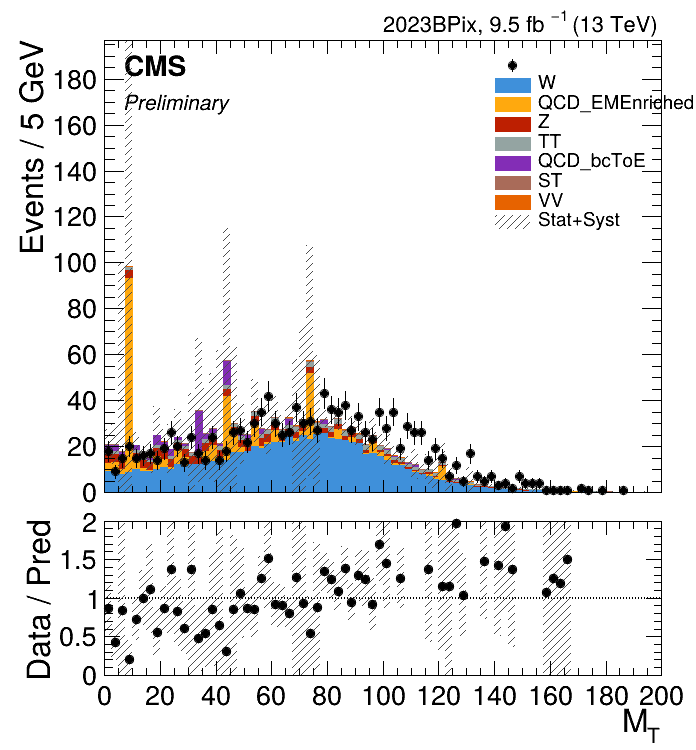 2023BPix, 9.5 fb⁻¹ (13 TeV)
CMS
Preliminary
W
QCD_EMEnriched
Z
TT
QCD_bcToE
ST
VV
Stat+Syst
Events / 5 GeV
180
160
140
120
100
80
60
40
20
0
Data / Pred
2
1.5
1
0.5
0
0 20 40 60 80 100 120 140 160 180 200
M_T